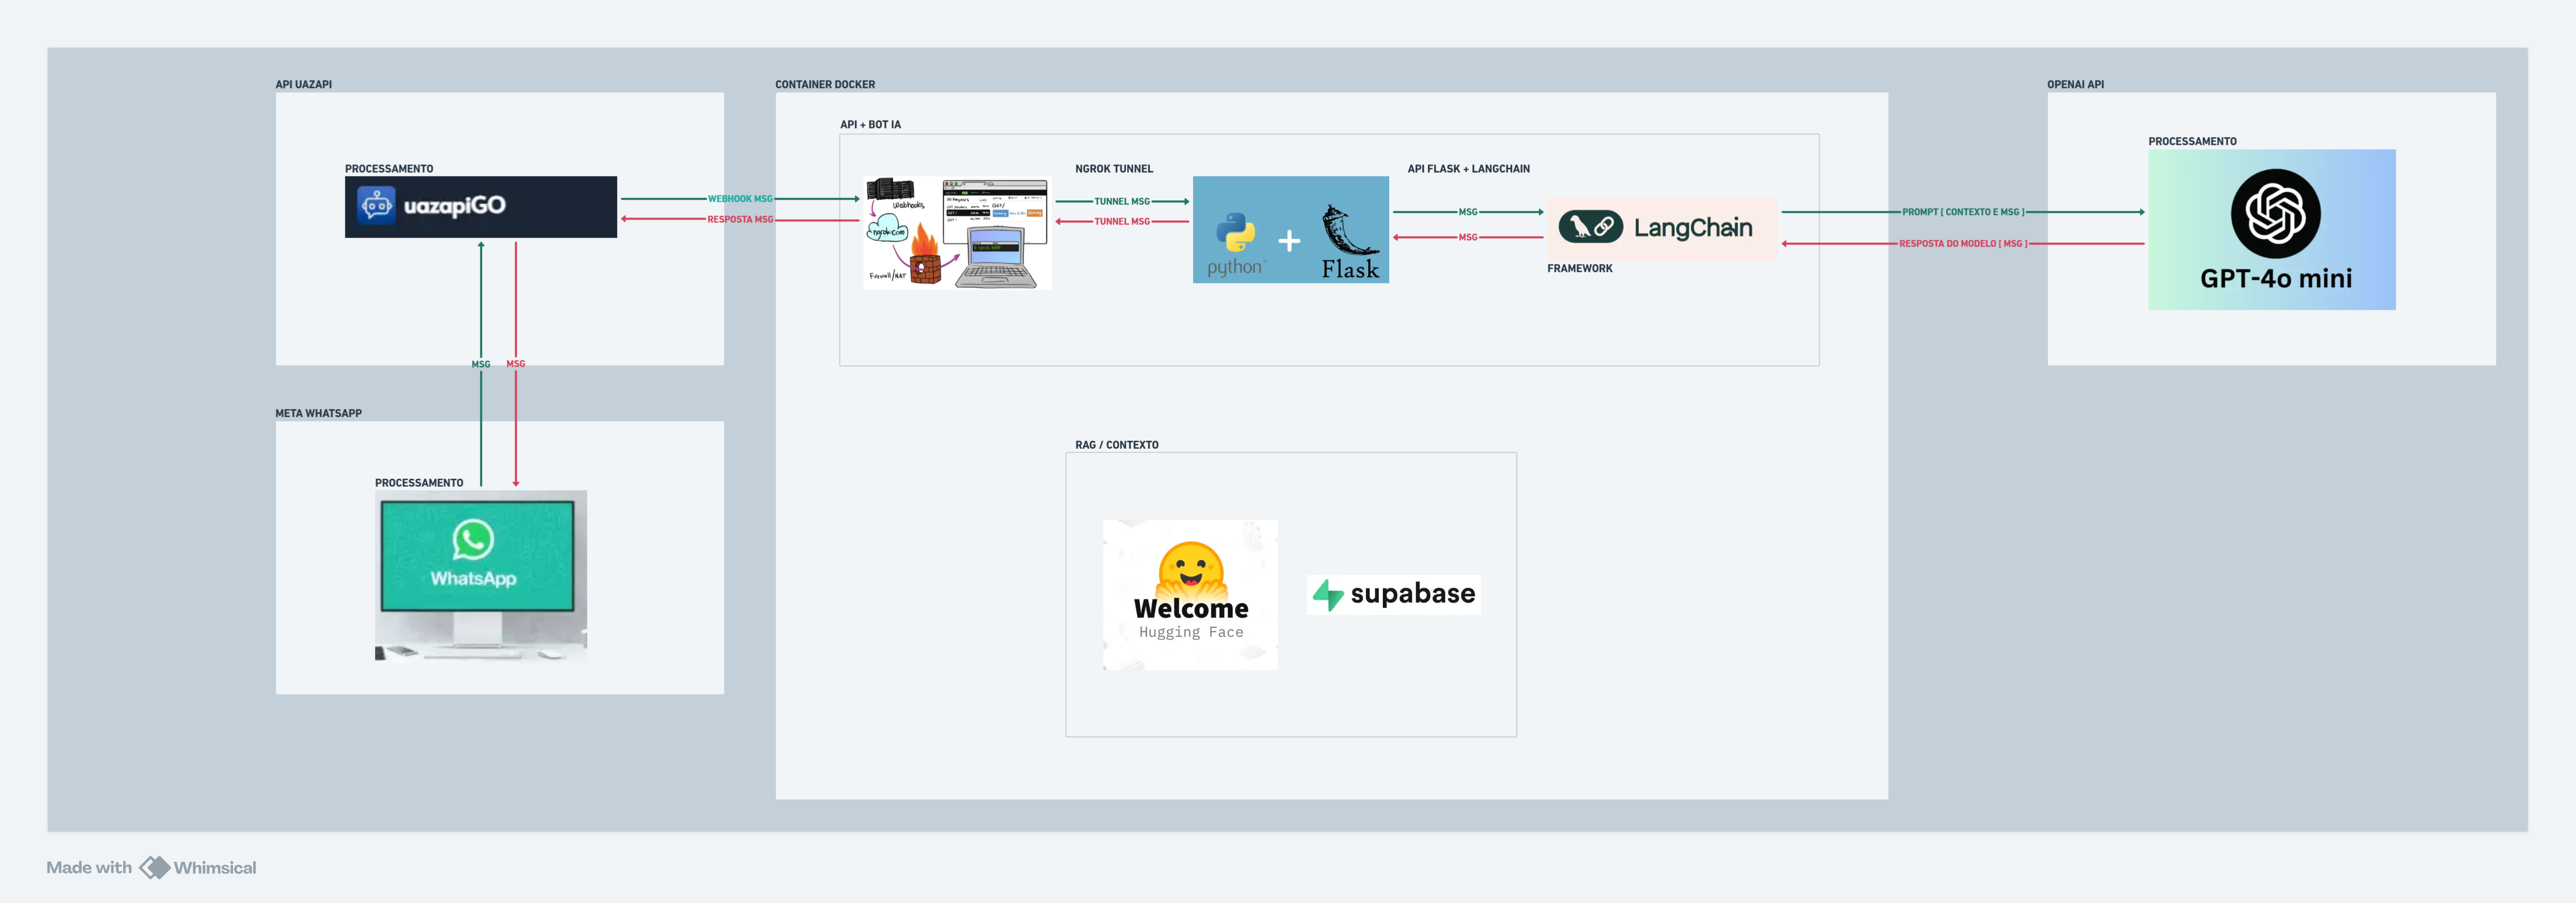 API UAZAPI
CONTAINER DOCKER
OPENAI API
API + BOT IA
PROCESSAMENTO
uazapiGO
WEBHOOK MSG
RESPOSTA MSG
Webhooks
ngrok.com
Firewall/NAT
NGROK TUNNEL
TUNNEL MSG
TUNNEL MSG
python
+
Flask
API FLASK + LANGCHAIN
MSG
MSG
LangChain
FRAMEWORK
PROMPT [ CONTEXTO E MSG ]
RESPOSTA DO MODELO [ MSG ]
PROCESSAMENTO
GPT-4o mini
MSG
MSG
META WHATSAPP
PROCESSAMENTO
WhatsApp
RAG / CONTEXTO
Welcome
Hugging Face
supabase
Made with Whimsical